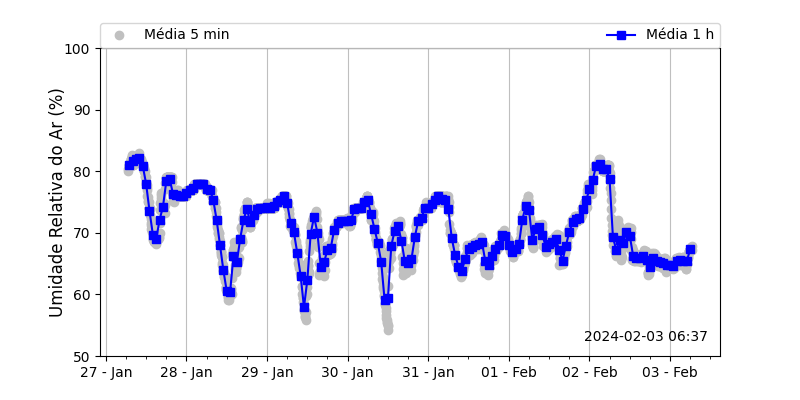 Média 5 min
Média 1 h
Umidade Relativa do Ar (%)
100
90
80
70
60
50
2024-02-03 06:37
27 - Jan
28 - Jan
29 - Jan
30 - Jan
31 - Jan
01 - Feb
02 - Feb
03 - Feb